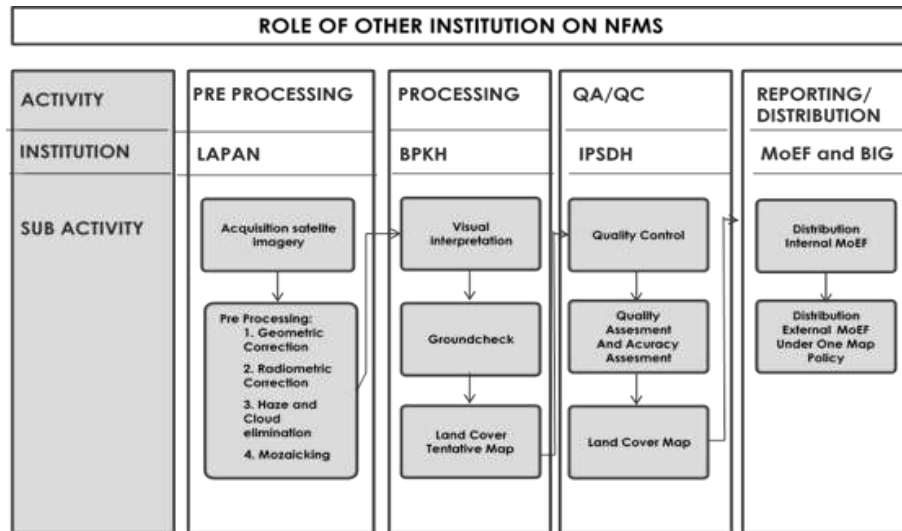 ROLE OF OTHER INSTITUTION ON NFMS
ACTIVITY
PRE PROCESSING
PROCESSING
QA/QC
REPORTING/
DISTRIBUTION
INSTITUTION
LAPAN
BPKH
IPSDH
MoEF and BIG
SUB ACTIVITY
Acquisition satelite
imagery
Pre Processing:
1. Geometric
Correction
2. Radiometric
Correction
3. Haze and
Cloud
elimination
4. Mozaicking
Visual
Interpretation
Groundcheck
Land Cover
Tentative Map
Quality Control
Quality
Assesment
And Acuracy
Assesment
Land Cover Map
Distribution
Internal MoEF
Distribution
External MoEF
Under One Map
Policy